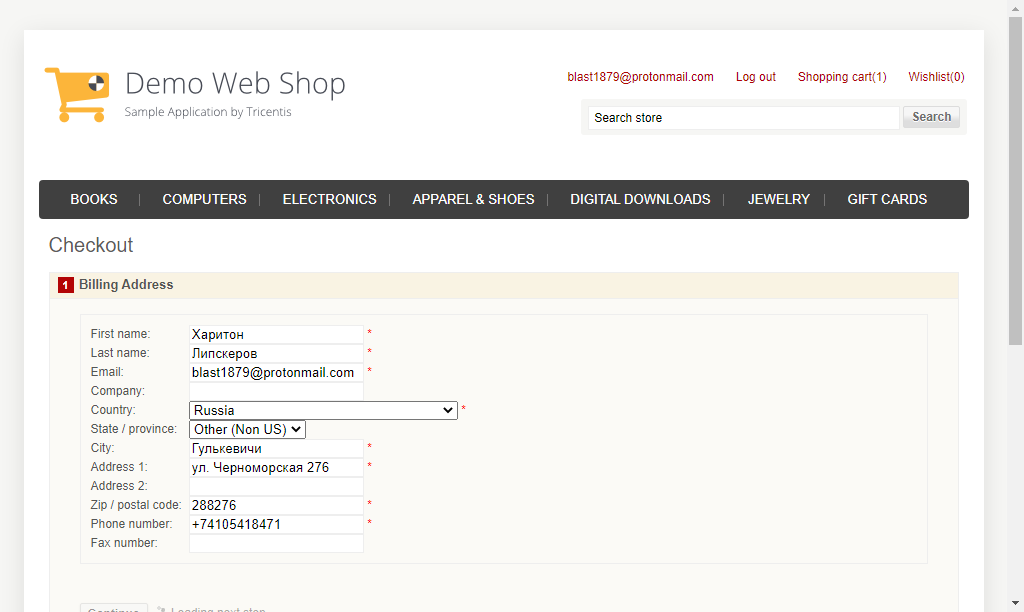 Demo Web Shop
Sample Application by Tricentis
blast1879@protonmail.com Log out Shopping cart(1) Wishlist(0)
Search store Search
BOOKS COMPUTERS ELECTRONICS APPAREL & SHOES DIGITAL DOWNLOADS JEWELRY GIFT CARDS
Checkout
1 Billing Address
First name: Харитон *
Last name: Липскеров *
Email: blast1879@protonmail.com *
Company:
Country: Russia *
State / province: Other (Non US)
City: Гулькевичи *
Address 1: ул. Черноморская 276 *
Address 2:
Zip / postal code: 288276 *
Phone number: +74105418471 *
Fax number:
Continue Loading next step